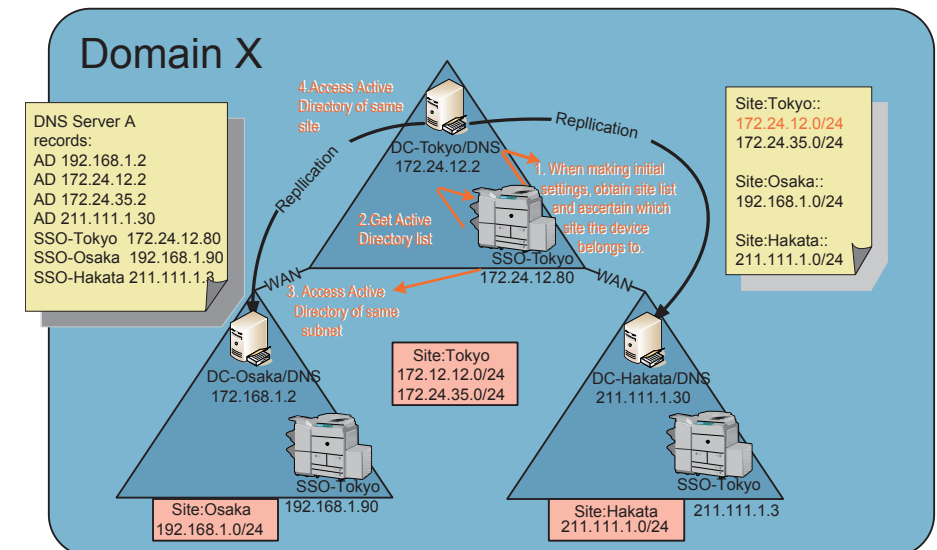 Domain X
DNS Server A
records:
AD 192.168.1.2
AD 172.24.12.2
AD 172.24.35.2
AD 211.111.1.30
SSO-Tokyo 172.24.12.80
SSO-Osaka 192.168.1.90
SSO-Hakata 211.111.1.3
4.Access Active
Directory of same
site
DC-Tokyo/DNS
172.24.12.2
Repllication
Repllication
1. When making initial
settings, obtain site list
and ascertain which
site the device
belongs to.
2.Get Active
Directory list
SSO-Tokyo
172.24.12.80
Site:Tokyo::
172.24.12.0/24
172.24.35.0/24
Site:Osaka::
192.168.1.0/24
Site:Hakata::
211.111.1.0/24
WAN
WAN
3. Access Active
Directory of same
subnet
DC-Osaka/DNS
172.168.1.2
Site:Tokyo
172.12.12.0/24
172.24.35.0/24
DC-Hakata/DNS
211.111.1.30
SSO-Tokyo
192.168.1.90
Site:Osaka
192.168.1.0/24
SSO-Tokyo
211.111.1.3
Site:Hakata
211.111.1.0/24